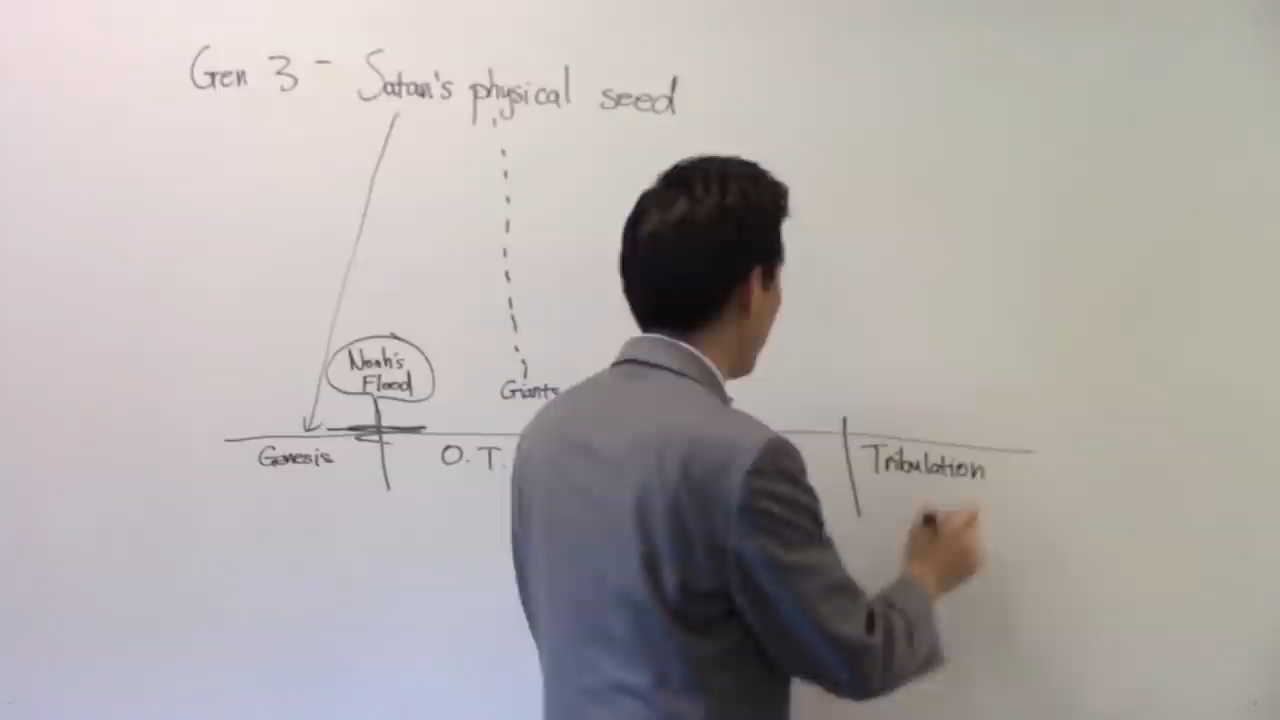 Gen 3 - Satan's physical seed
Noah's
Flood
Giants
Genesis
O.T.
Tribulation